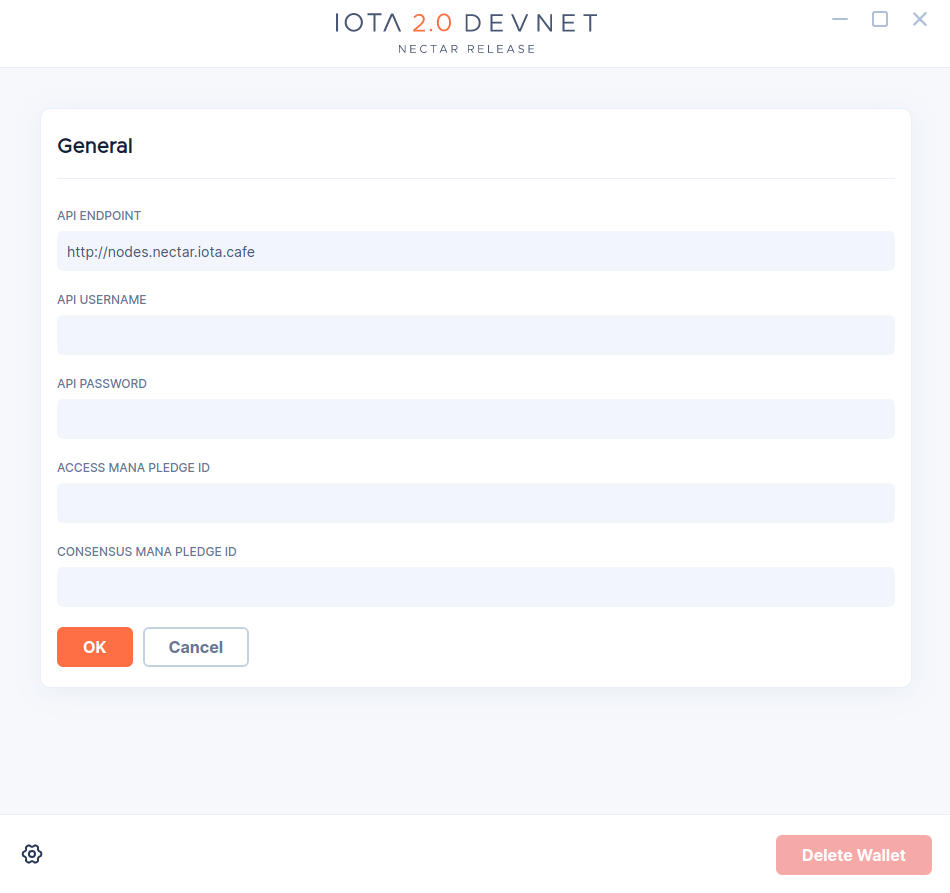 IOTA 2.0 DEVNET
NECTAR RELEASE
General
API ENDPOINT
http://nodes.nectar.iota.cafe
API USERNAME
API PASSWORD
ACCESS MANA PLEDGE ID
CONSENSUS MANA PLEDGE ID
OK Cancel
Delete Wallet